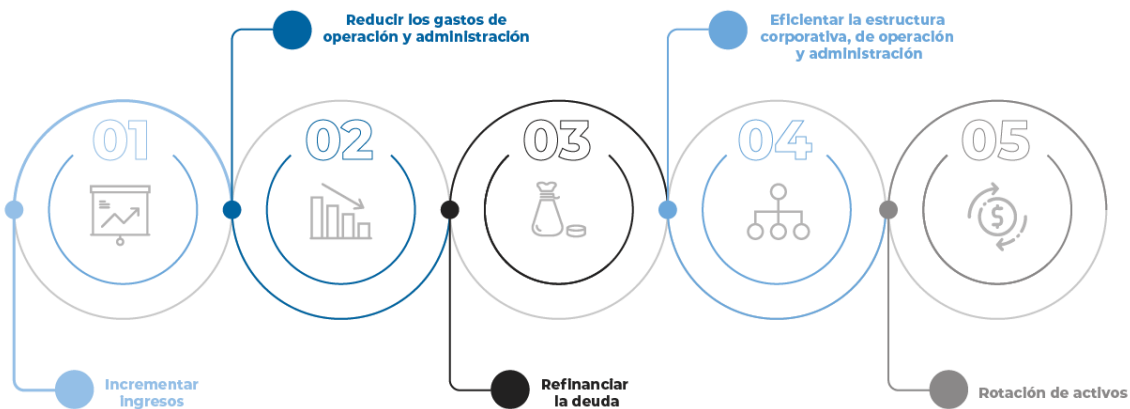 Reducir los gastos de
operación y administración
Eficientar la estructura
corporativa, de operación
y administración
01
02
03
04
05
$
Incrementar
ingresos
Refinanciar
la deuda
Rotación de activos